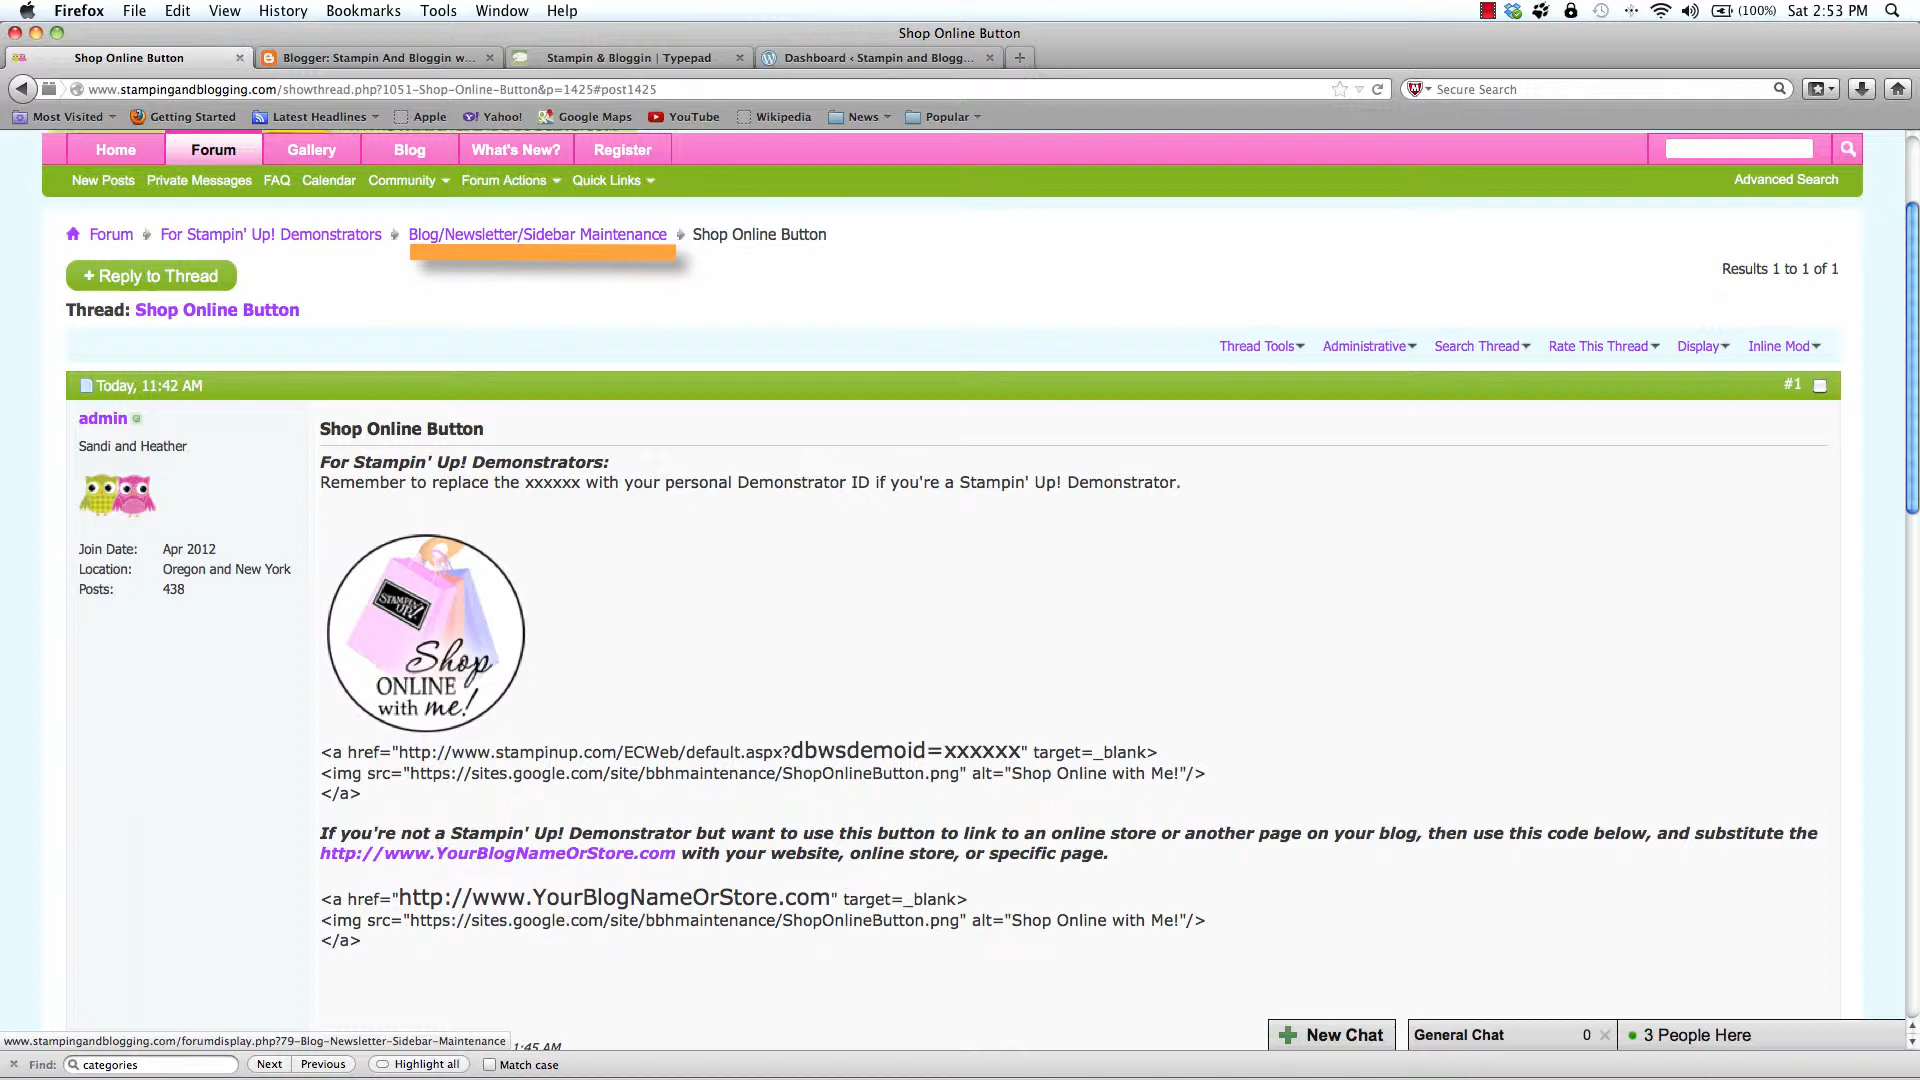 Firefox File Edit View History Bookmarks Tools Window Help (100%) Sat 2:53 PM
Shop Online Button
Shop Online Button × Blogger: Stampin And Bloggin w... × Stampin & Bloggin | Typepad × Dashboard ‹ Stampin and Blogg... × +
www.stampingandblogging.com/showthread.php?1051-Shop-Online-Button&p=1425#post1425 Secure Search
Most Visited Getting Started Latest Headlines Apple Yahoo! Google Maps YouTube Wikipedia News Popular
Home Forum Gallery Blog What's New? Register
New Posts Private Messages FAQ Calendar Community Forum Actions Quick Links Advanced Search
Forum For Stampin' Up! Demonstrators Blog/Newsletter/Sidebar Maintenance Shop Online Button
+ Reply to Thread Results 1 to 1 of 1
Thread: Shop Online Button
Thread Tools Administrative Search Thread Rate This Thread Display Inline Mod
Today, 11:42 AM #1
admin
Sandi and Heather
Join Date: Apr 2012
Location: Oregon and New York
Posts: 438
Shop Online Button
For Stampin' Up! Demonstrators:
Remember to replace the xxxxxx with your personal Demonstrator ID if you're a Stampin' Up! Demonstrator.
STAMPIN'
UP!
Shop
ONLINE
with me!
<a href="http://www.stampinup.com/ECWeb/default.aspx?dbwsdemoid=xxxxxx" target=_blank>
<img src="https://sites.google.com/site/bbhmaintenance/ShopOnlineButton.png" alt="Shop Online with Me!"/>
</a>
If you're not a Stampin' Up! Demonstrator but want to use this button to link to an online store or another page on your blog, then use this code below, and substitute the
http://www.YourBlogNameOrStore.com with your website, online store, or specific page.
<a href="http://www.YourBlogNameOrStore.com" target=_blank>
<img src="https://sites.google.com/site/bbhmaintenance/ShopOnlineButton.png" alt="Shop Online with Me!"/>
</a>
New Chat General Chat 0 × 3 People Here
www.stampingandblogging.com/forumdisplay.php?79-Blog-Newsletter-Sidebar-Maintenance 1:45 AM
× Find: categories Next Previous Highlight all Match case